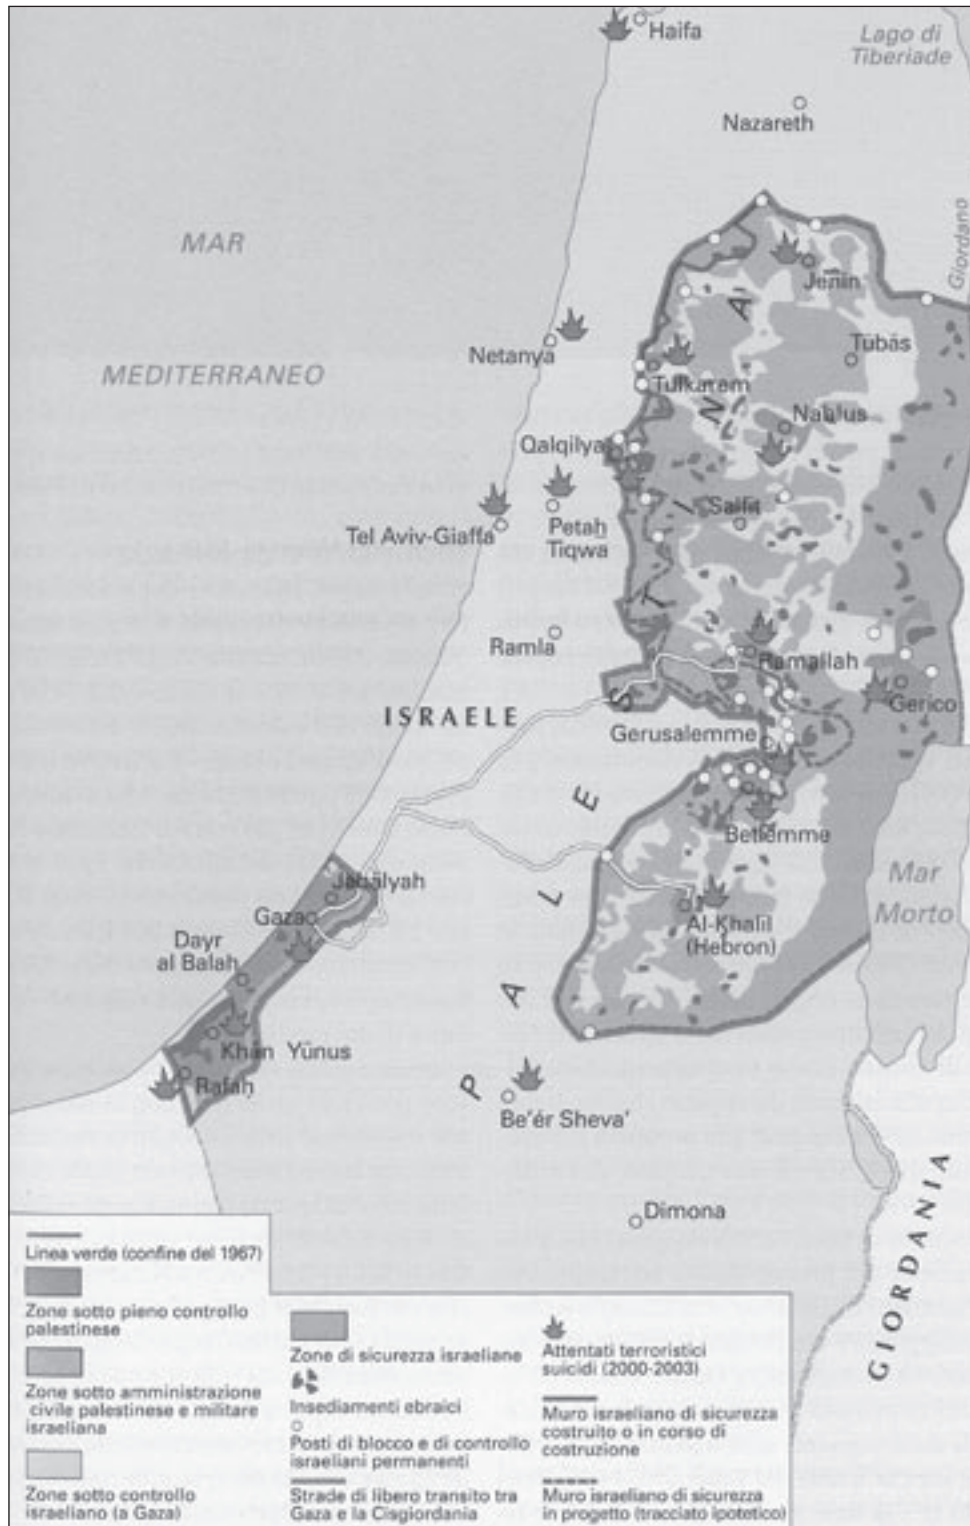 Haifa
Lago di
Tiberiade
Nazareth
MAR
MEDITERRANEO
Giordano
Jenin
Netanya
Tūbās
Tulkarem
Nablus
Qalqilya
Salfit
Tel Aviv-Giaffa
Petaẖ
Tiqwa
Ramla
Ramallah
Gerico
ISRAELE
Gerusalemme
PALESTINA
Betlemme
Mar
Morto
Jabālyah
Gaza
Al-Khalil
(Hebron)
Dayr
al Balah
Khān Yūnus
Rafah
Be'ér Sheva'
Dimona
GIORDANIA
Linea verde (confine del 1967)
Zone sotto pieno controllo
palestinese
Zone sotto amministrazione
civile palestinese e militare
israeliana
Zone sotto controllo
israeliano (a Gaza)
Zone di sicurezza israeliane
Insediamenti ebraici
Posti di blocco e di controllo
israeliani permanenti
Strade di libero transito tra
Gaza e la Cisgiordania
Attentati terroristici
suicidi (2000-2003)
Muro israeliano di sicurezza
costruito o in corso di
costruzione
Muro israeliano di sicurezza
in progetto (tracciato ipotetico)